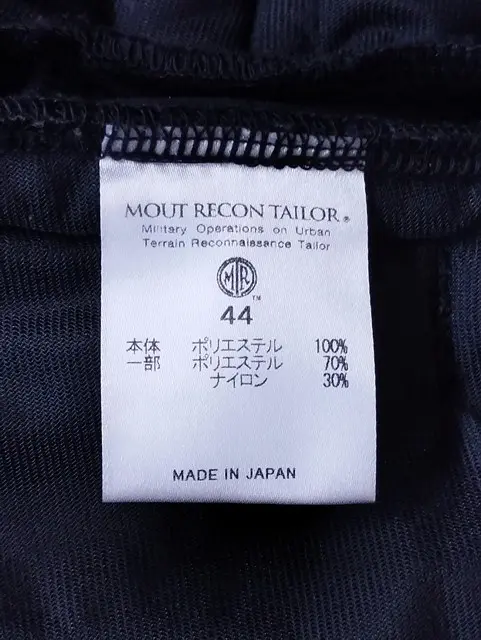 MOUT RECON TAILOR®
Military Operations on Urban
Terrain Reconnaissance Tailor
MTR™
44
本体 ポリエステル 100%
一部 ポリエステル 70%
ナイロン 30%
MADE IN JAPAN